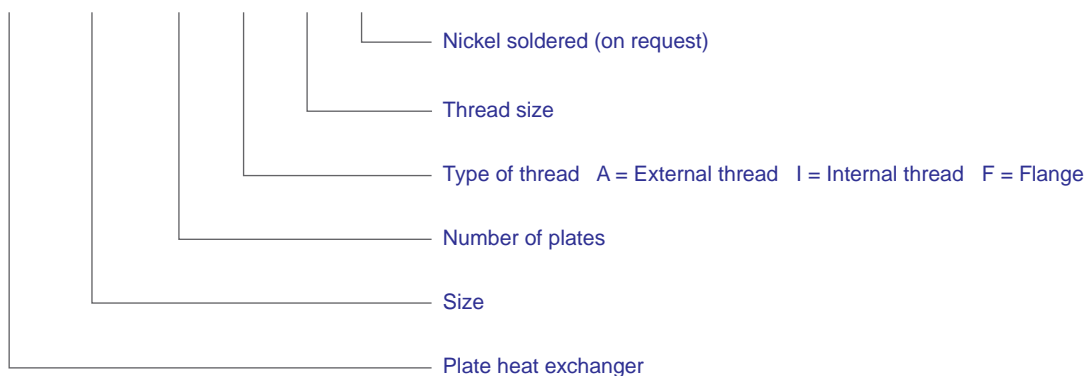 Nickel soldered (on request)
Thread size
Type of thread A = External thread I = Internal thread F = Flange
Number of plates
Size
Plate heat exchanger